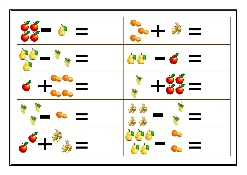 - = + =
- = - =
+ = + =
- = - =
+ = - =